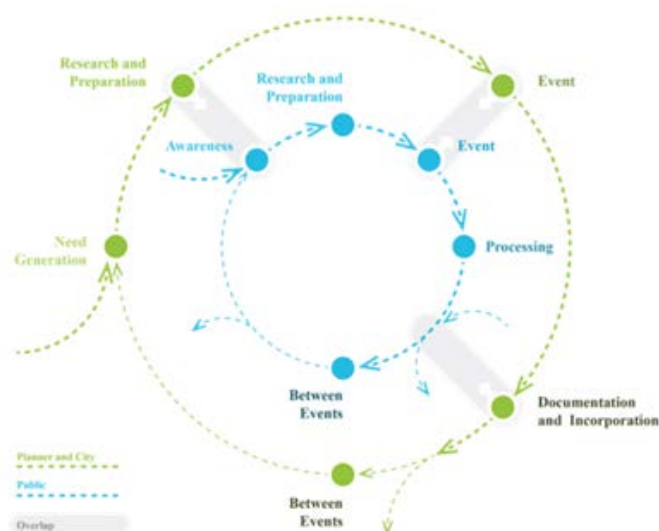 Research and
Preparation
Research and
Preparation
Event
Awareness
Event
Need
Generation
Processing
Between
Events
Documentation
and Incorporation
Planner and City
Public
Between
Events
Overlap